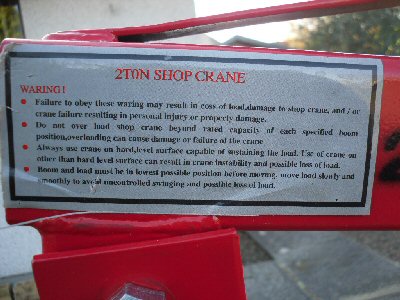 2TON SHOP CRANE
WARING!
Failure to obey these waring may result in coss of load,damage to shop crane, and / or
crane failure resulting in personal injury or properly damage.
Do not over load shop crane beyond rated capacity of each specified boom
position,overloading can cause damage or failure of the crane
Always use crane on hard,level surface capable of sustaining the load. Use of crane on
other than hard level surface can result in crane instability and possible loss of load.
Boom and load must be in lowest possible position before moving. move load slowly and
smoothly to avoid uncontrolled swinging and possible loss of load.
2